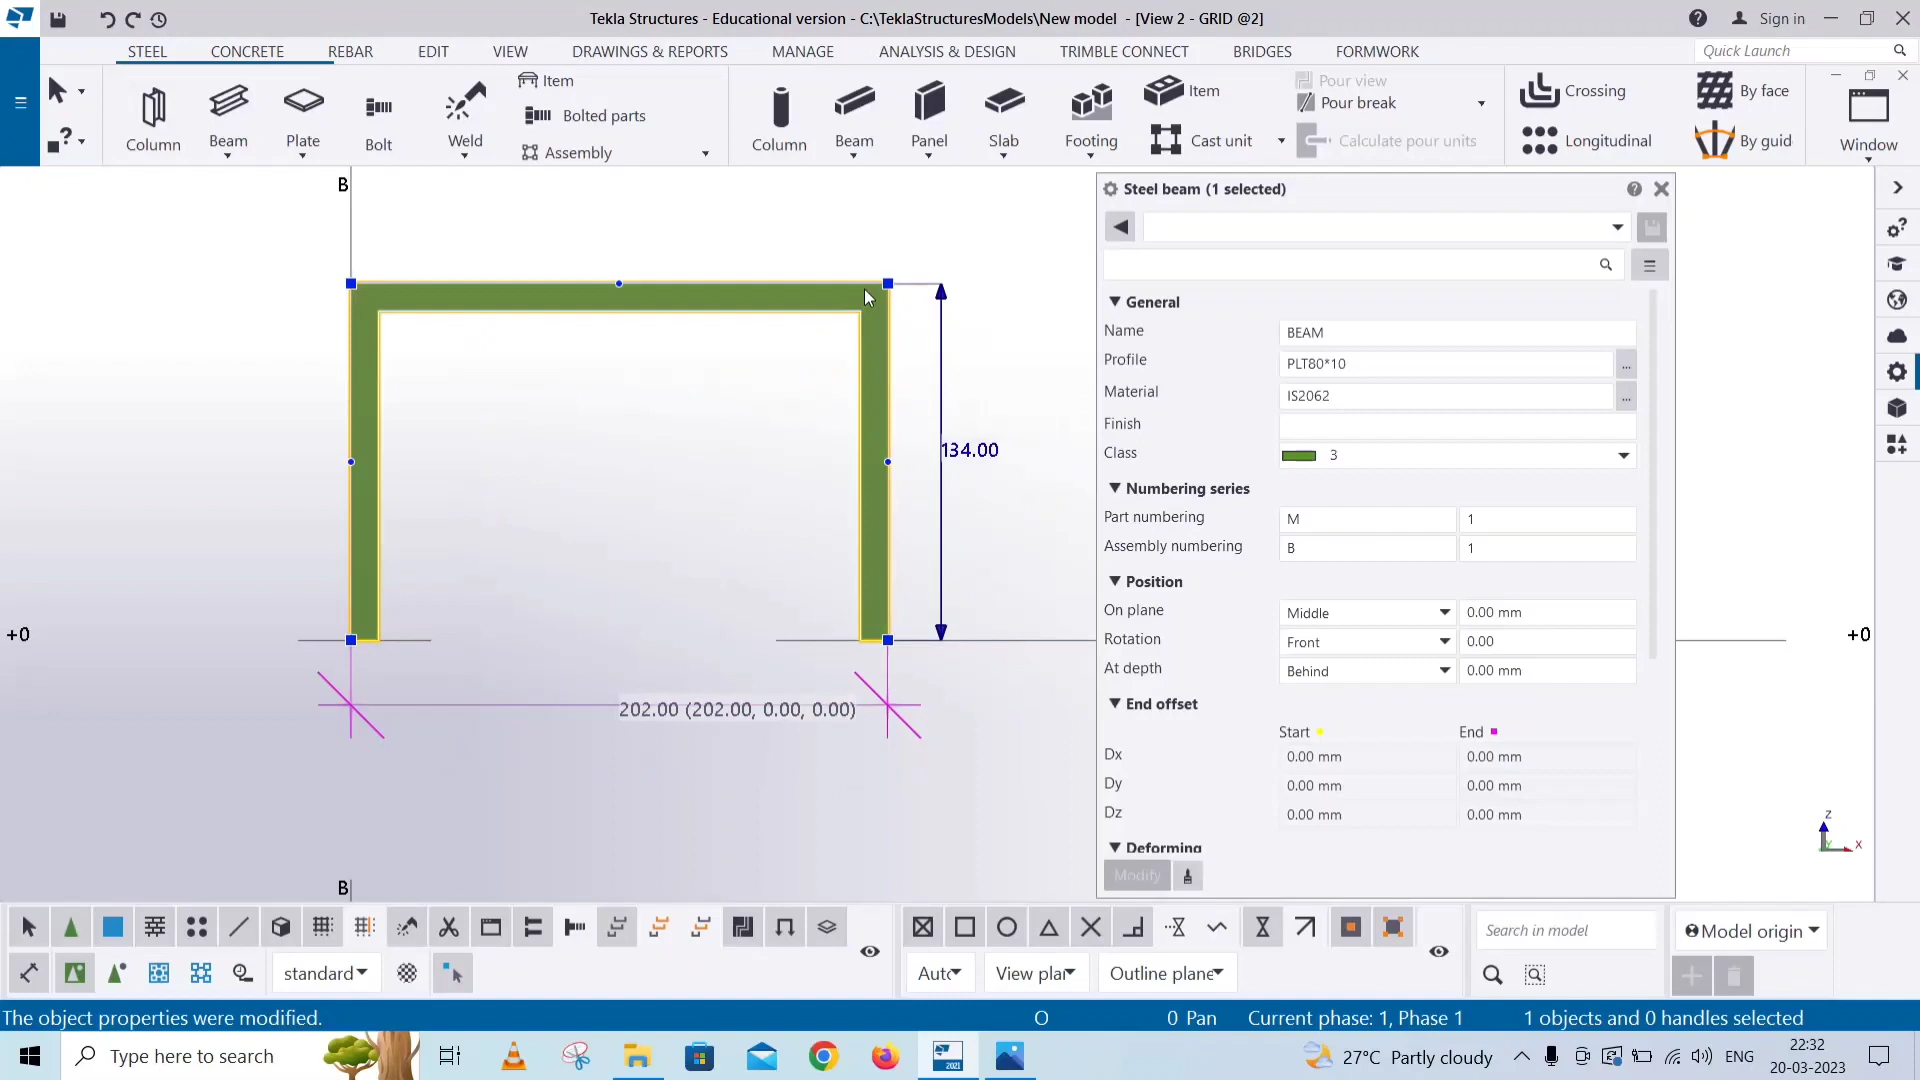 Tekla Structures - Educational version - C:\TeklaStructuresModels\New model  - [View 2 - GRID @2]
Sign in
STEEL CONCRETE REBAR EDIT VIEW DRAWINGS & REPORTS MANAGE ANALYSIS & DESIGN TRIMBLE CONNECT BRIDGES FORMWORK
Quick Launch
Column Beam Plate Bolt Weld
Item
Bolted parts
Assembly
Column Beam Panel Slab Footing
Item
Cast unit
Pour view
Pour break
Calculate pour units
Crossing
Longitudinal
By face
By guid
Window
B
Steel beam (1 selected)
General
Name BEAM
Profile PLT80*10 ...
Material IS2062 ...
Finish
Class 3
Numbering series
Part numbering M 1
Assembly numbering B 1
Position
On plane Middle 0.00 mm
Rotation Front 0.00
At depth Behind 0.00 mm
End offset
Start End
Dx 0.00 mm 0.00 mm
Dy 0.00 mm 0.00 mm
Dz 0.00 mm 0.00 mm
Deforming
Modify
134.00
+0
+0
202.00 (202.00, 0.00, 0.00)
B
Z
X
Search in model
Model origin
standard
View plan
Outline plane
The object properties were modified.
O 0 Pan Current phase: 1, Phase 1 1 objects and 0 handles selected
Type here to search
2021
27°C Partly cloudy
ENG
22:32
20-03-2023